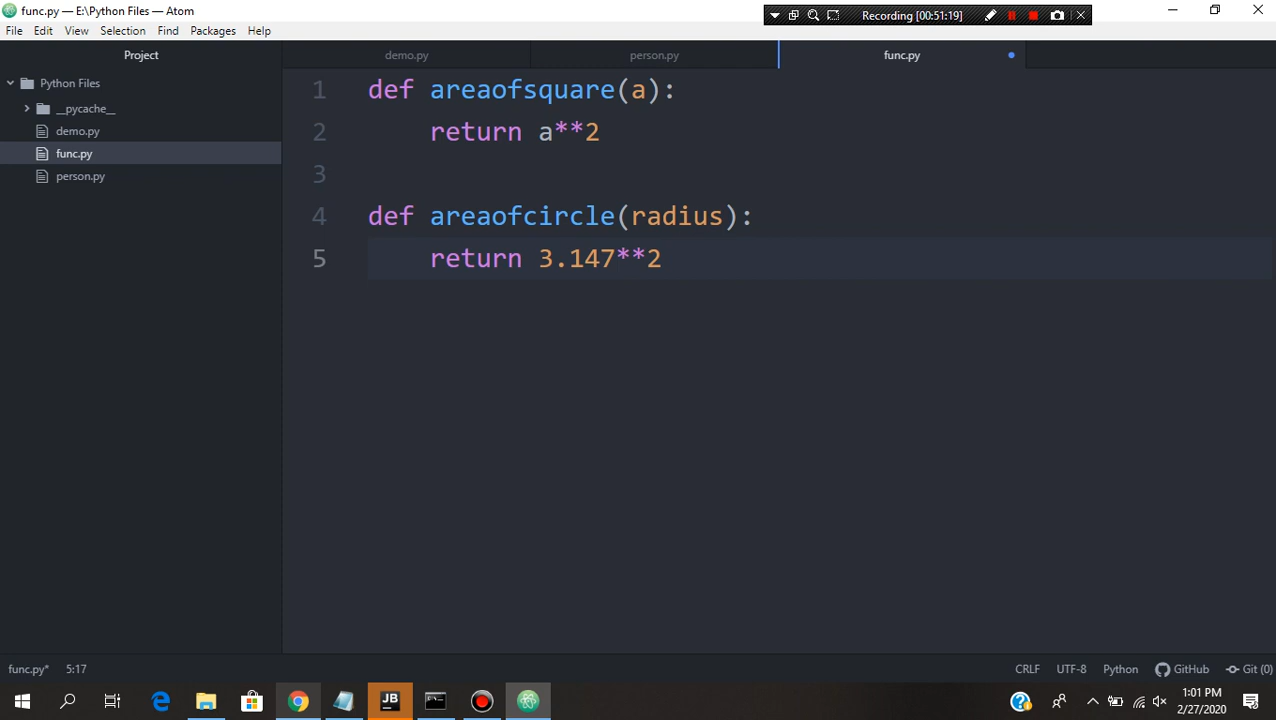 func.py — E:\Python Files — Atom
Recording [00:51:19]
File Edit View Selection Find Packages Help
Project
demo.py
person.py
func.py
Python Files
__pycache__
demo.py
func.py
person.py
1 def areaofsquare(a):
2 return a**2
3
4 def areaofcircle(radius):
5 return 3.147**2
func.py* 5:17
CRLF UTF-8 Python GitHub Git (0)
JB
1:01 PM
2/27/2020